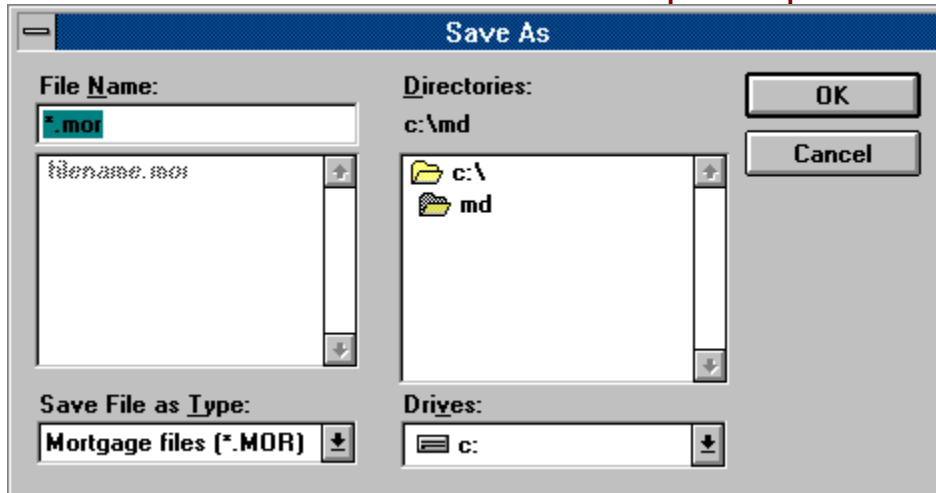 Save As
File Name:
*.mor
filename.mor
Save File as Type:
Mortgage files (*.MOR)
Directories:
c:\md
c:\
md
Drives:
c:
OK
Cancel